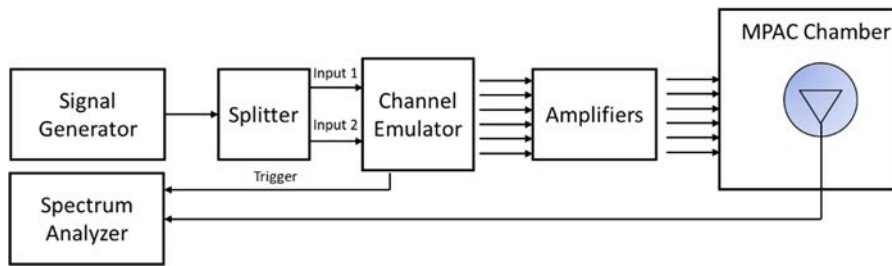 MPAC Chamber
Signal
Generator
Splitter
Input 1
Input 2
Channel
Emulator
Amplifiers
Trigger
Spectrum
Analyzer